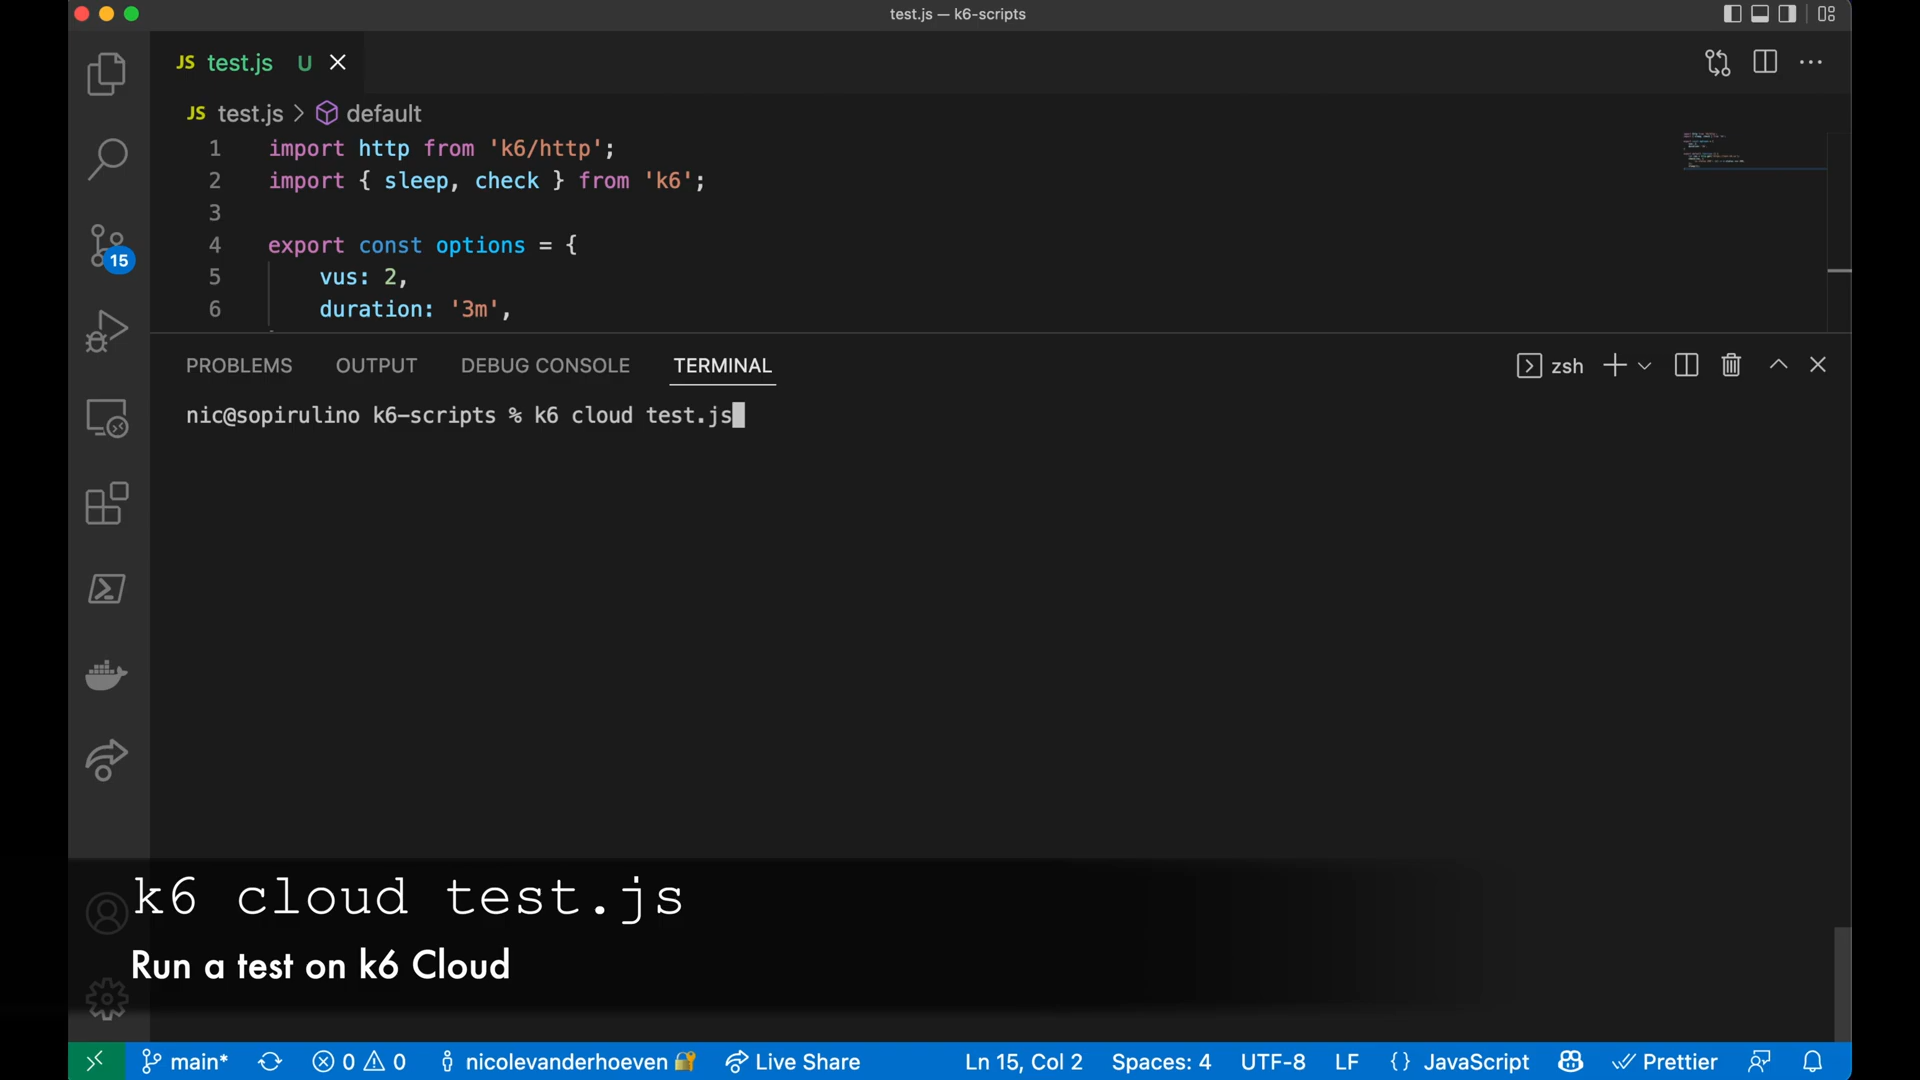 test.js — k6-scripts
JS test.js U
JS test.js > default
1 import http from 'k6/http';
2 import { sleep, check } from 'k6';
3
4 export const options = {
5 vus: 2,
6 duration: '3m',
15
PROBLEMS OUTPUT DEBUG CONSOLE TERMINAL zsh
nic@sopirulino k6-scripts % k6 cloud test.js
k6 cloud test.js
Run a test on k6 Cloud
main* 0 0 nicolevanderhoeven Live Share Ln 15, Col 2 Spaces: 4 UTF-8 LF {} JavaScript Prettier